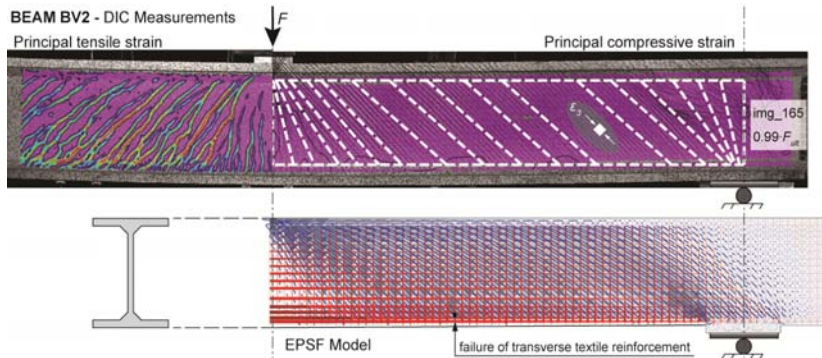 BEAM BV2 - DIC Measurements
F
Principal tensile strain
Principal compressive strain
ε3
img_165
0.99·Fult
EPSF Model
failure of transverse textile reinforcement